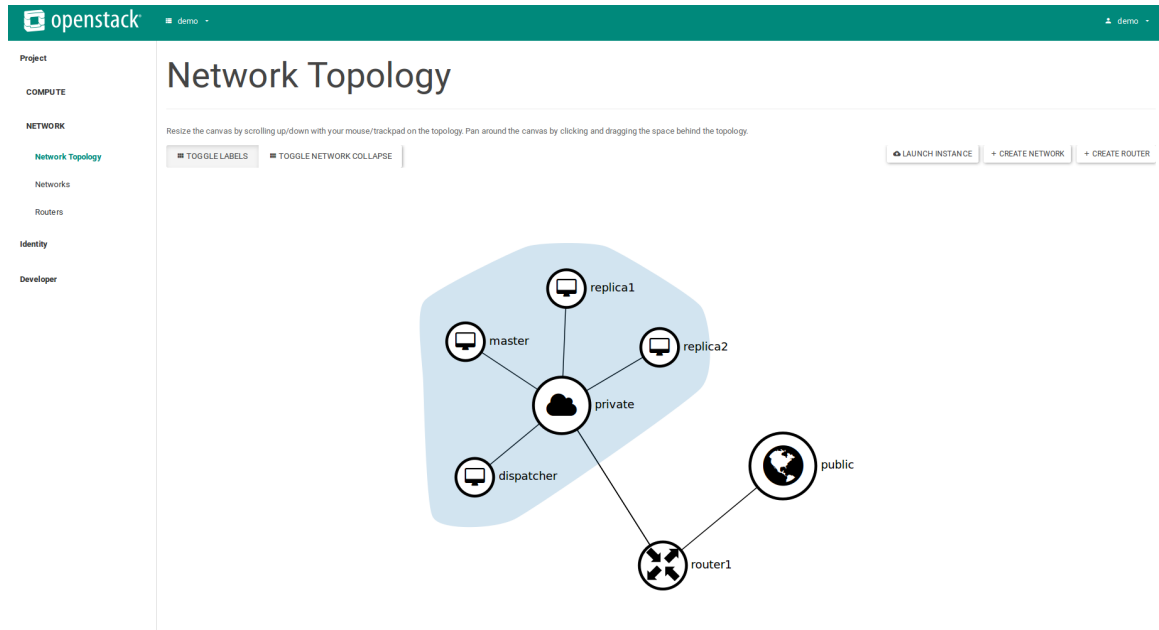 openstack demo demo
Project
COMPUTE
NETWORK
Network Topology
Networks
Routers
Identity
Developer
Network Topology
Resize the canvas by scrolling up/down with your mouse/trackpad on the topology. Pan around the canvas by clicking and dragging the space behind the topology.
TOGGLE LABELS TOGGLE NETWORK COLLAPSE LAUNCH INSTANCE + CREATE NETWORK + CREATE ROUTER
replica1
master
replica2
private
public
dispatcher
router1